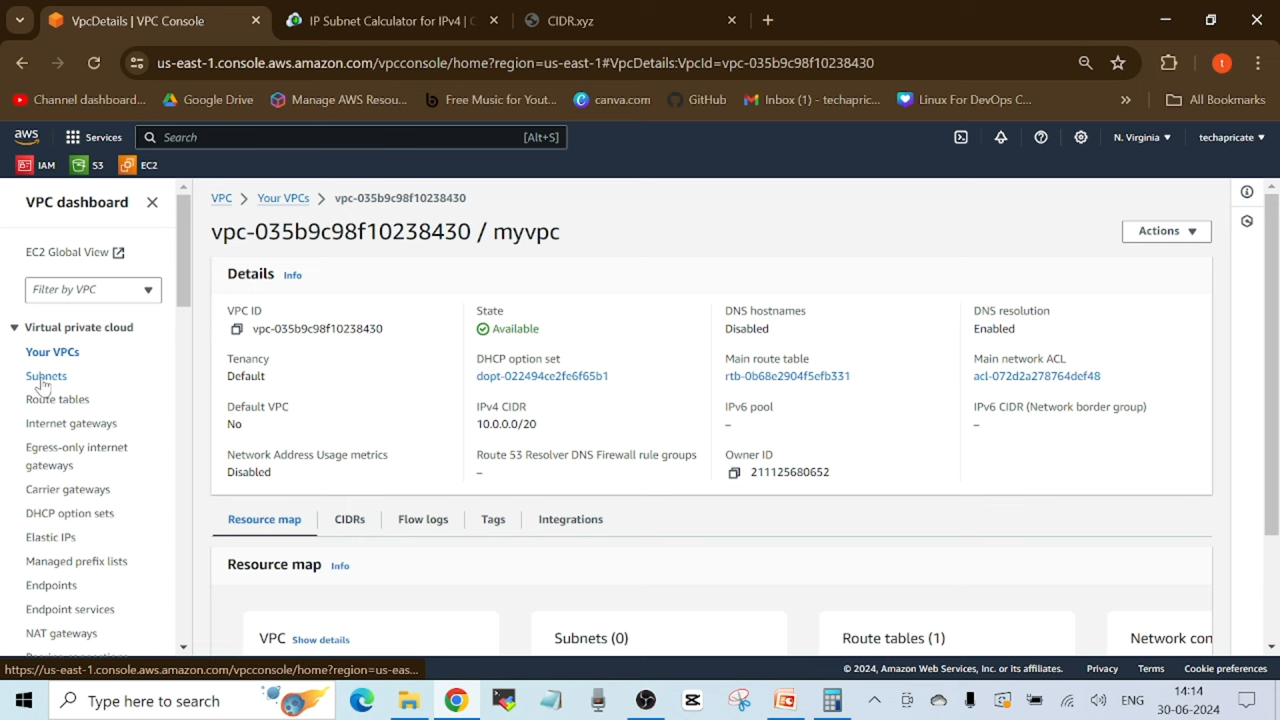 VpcDetails | VPC Console
IP Subnet Calculator for IPv4 | C
CIDR.xyz
us-east-1.console.aws.amazon.com/vpcconsole/home?region=us-east-1#VpcDetails:VpcId=vpc-035b9c98f10238430
t
Channel dashboard...
Google Drive
Manage AWS Resou...
Free Music for Yout...
canva.com
GitHub
Inbox (1) - techapric...
Linux For DevOps C...
All Bookmarks
aws
Services
Search
[Alt+S]
N. Virginia
techapricate
IAM
S3
EC2
VPC dashboard
EC2 Global View
Filter by VPC
Virtual private cloud
Your VPCs
Subnets
Route tables
Internet gateways
Egress-only internet
gateways
Carrier gateways
DHCP option sets
Elastic IPs
Managed prefix lists
Endpoints
Endpoint services
NAT gateways
VPC
Your VPCs
vpc-035b9c98f10238430
vpc-035b9c98f10238430 / myvpc
Actions
Details Info
VPC ID
vpc-035b9c98f10238430
State
Available
DNS hostnames
Disabled
DNS resolution
Enabled
Tenancy
Default
DHCP option set
dopt-022494ce2fe6f65b1
Main route table
rtb-0b68e2904f5efb331
Main network ACL
acl-072d2a278764def48
Default VPC
No
IPv4 CIDR
10.0.0.0/20
IPv6 pool
–
IPv6 CIDR (Network border group)
–
Network Address Usage metrics
Disabled
Route 53 Resolver DNS Firewall rule groups
–
Owner ID
211125680652
Resource map
CIDRs
Flow logs
Tags
Integrations
Resource map Info
VPC Show details
Subnets (0)
Route tables (1)
Network con
https://us-east-1.console.aws.amazon.com/vpcconsole/home?region=us-eas...
© 2024, Amazon Web Services, Inc. or its affiliates.
Privacy
Terms
Cookie preferences
Type here to search
ENG
14:14
30-06-2024